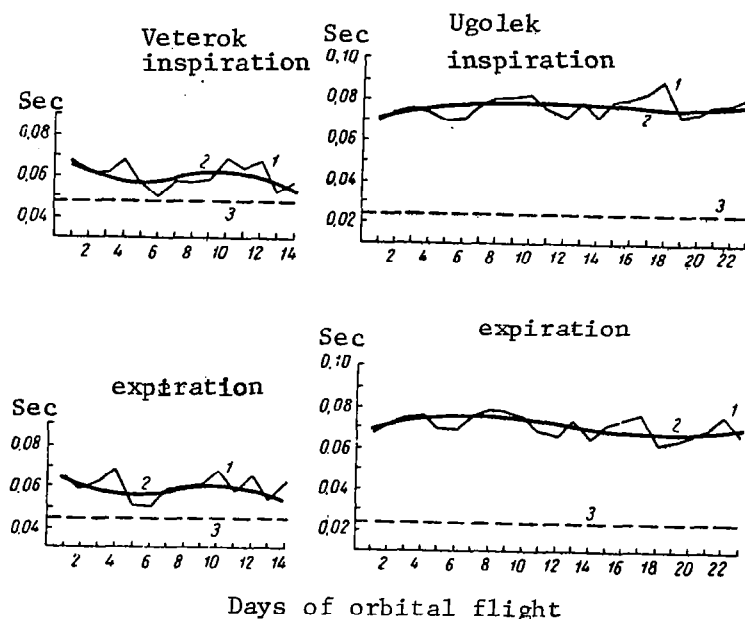 Veterok
inspiration
Sec
0,08
0,06
0,04
1
2
3
2 4 6 8 10 12 14
Ugolek
inspiration
Sec
0,10
0,08
0,06
0,04
0,02
1
2
3
2 4 6 8 10 12 14 16 18 20 22
expiration
Sec
0,08
0,06
0,04
1
2
3
2 4 6 8 10 12 14
expiration
Sec
0,10
0,08
0,06
0,04
0,02
1
2
3
2 4 6 8 10 12 14 16 18 20 22
Days of orbital flight